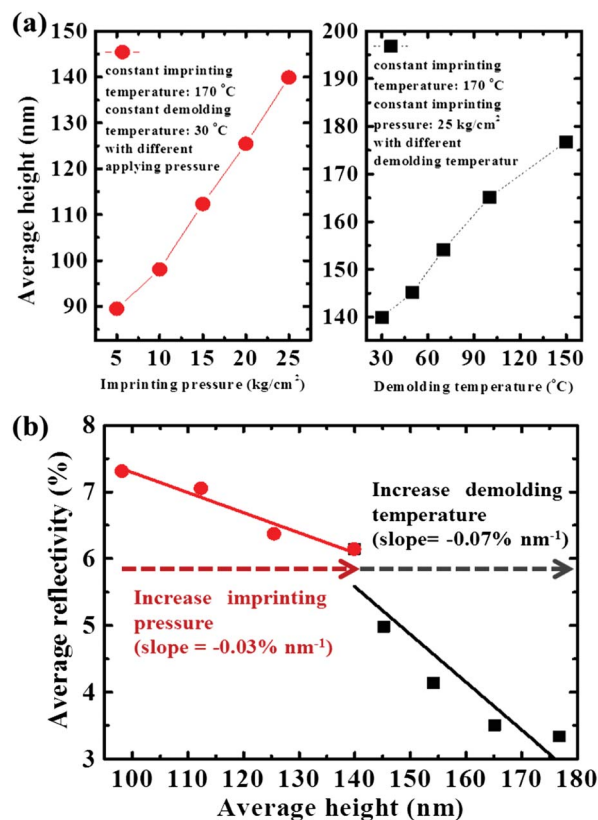 (a)
Average height (nm)
150
140
130
120
110
100
90
constant imprinting
temperature: 170 °C
constant demolding
temperature: 30 °C
with different
applying pressure
5 10 15 20 25
Imprinting pressure (kg/cm²)
200
190
180
170
160
150
140
constant imprinting
temperature: 170 °C
constant imprinting
pressure: 25 kg/cm²
with different
demolding temperatur
30 60 90 120 150
Demolding temperature (°C)
(b)
Average reflectivity (%)
8
7
6
5
4
3
Increase demolding
temperature
(slope= -0.07% nm⁻¹)
Increase imprinting
pressure
(slope = -0.03% nm⁻¹)
100 110 120 130 140 150 160 170 180
Average height (nm)